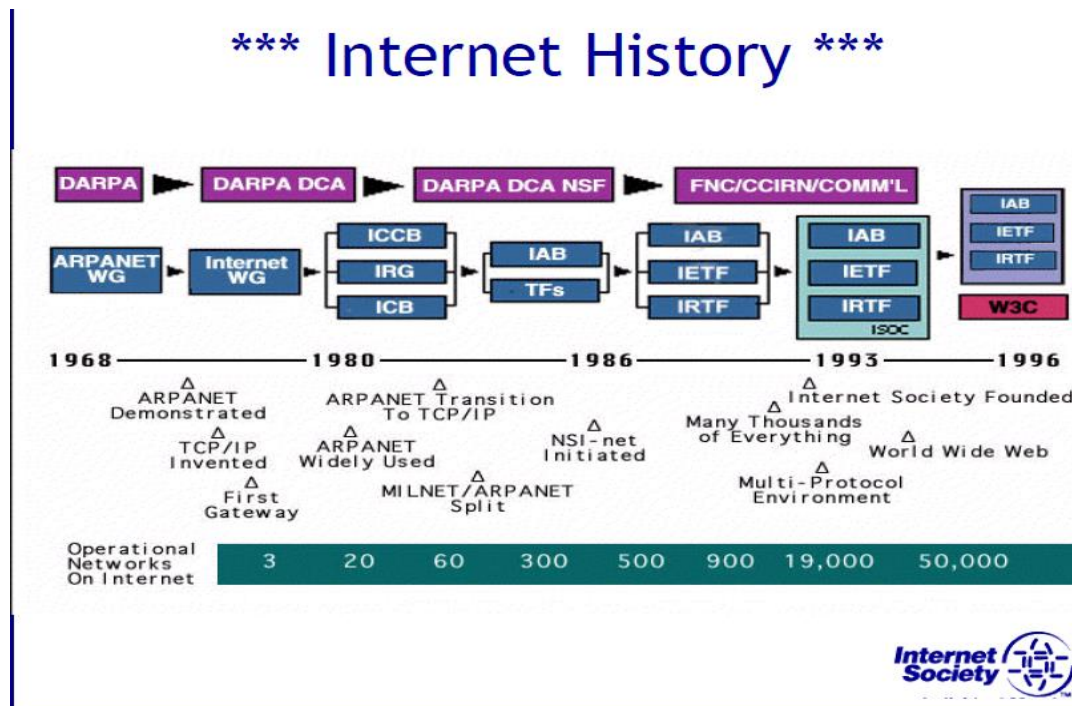 *** Internet History ***
DARPA
DARPA DCA
DARPA DCA NSF
FNC/CCIRN/COMM'L
ARPANET
WG
Internet
WG
ICCB
IRG
ICB
IAB
TFs
IAB
IETF
IRTF
IAB
IETF
IRTF
ISOC
IAB
IETF
IRTF
W3C
1968
1980
1986
1993
1996
ARPANET
Demonstrated
TCP/IP
Invented
First
Gateway
ARPANET Transition
To TCP/IP
ARPANET
Widely Used
MILNET/ARPANET
Split
NSI-net
Initiated
Internet Society Founded
Many Thousands
of Everything
World Wide Web
Multi-Protocol
Environment
Operational
Networks
On Internet
3 20 60 300 500 900 19,000 50,000
Internet
Society
TM